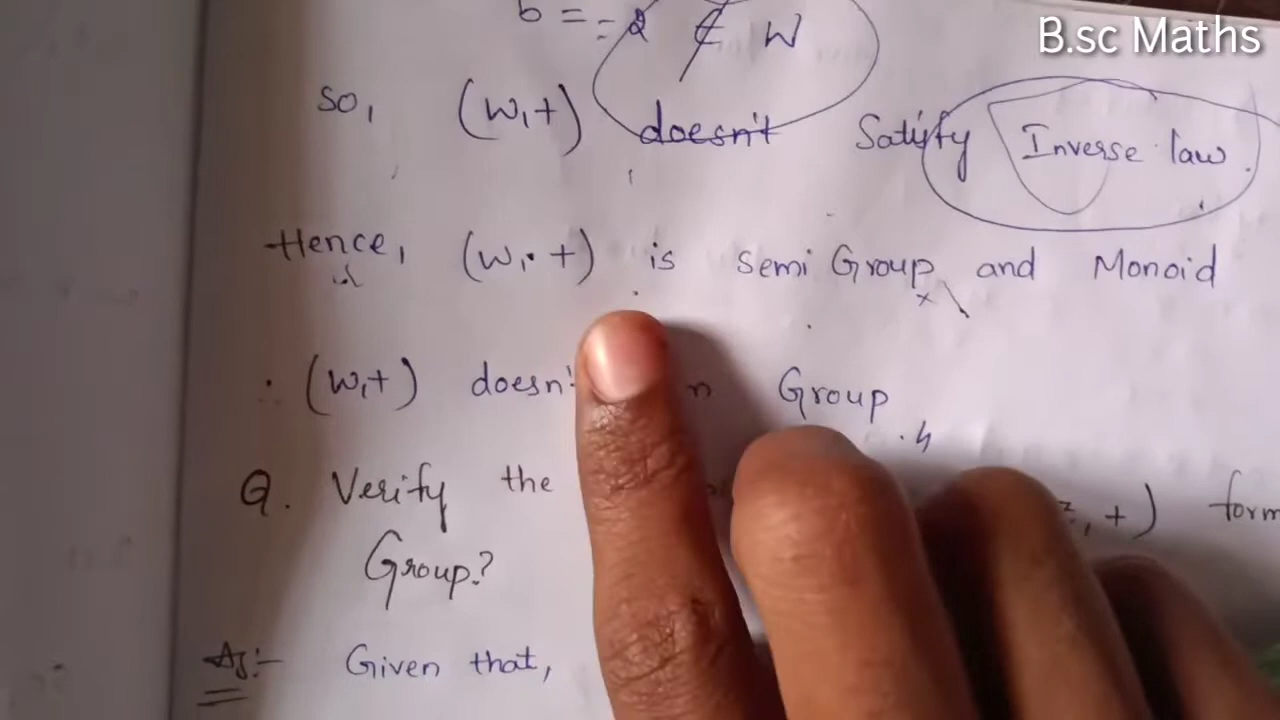 B.sc Maths
b = -2 ∉ W
So, (W,+) doesn't Satisfy Inverse law.
Hence, (W, +) is Semi Group and Monoid
∴ (W,+) doesn't Group
Q. Verify the , +) form
Group?
Given that,